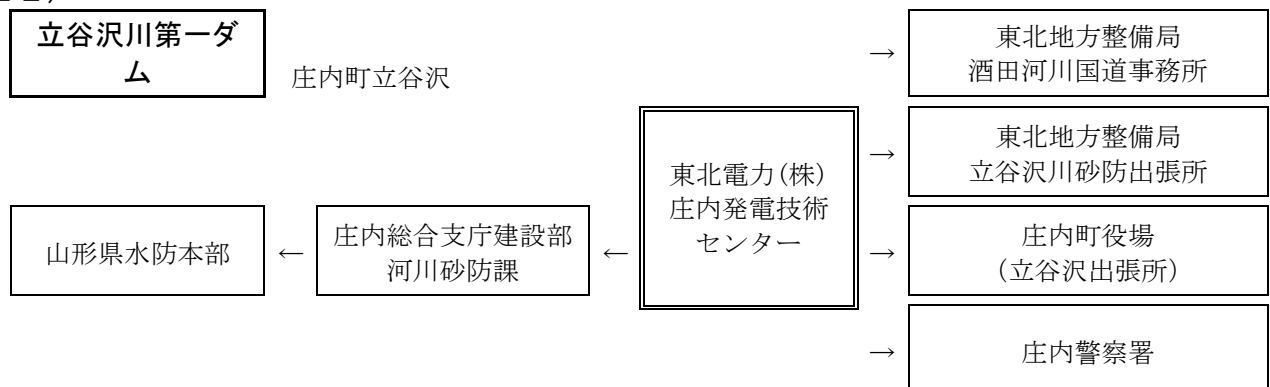 立谷沢川第一ダ
ム
庄内町立谷沢
→
東北地方整備局
酒田河川国道事務所
東北電力(株)
庄内発電技術
センター
→
東北地方整備局
立谷沢川砂防出張所
山形県水防本部
←
庄内総合支庁建設部
河川砂防課
←
→
庄内町役場
(立谷沢出張所)
→
庄内警察署